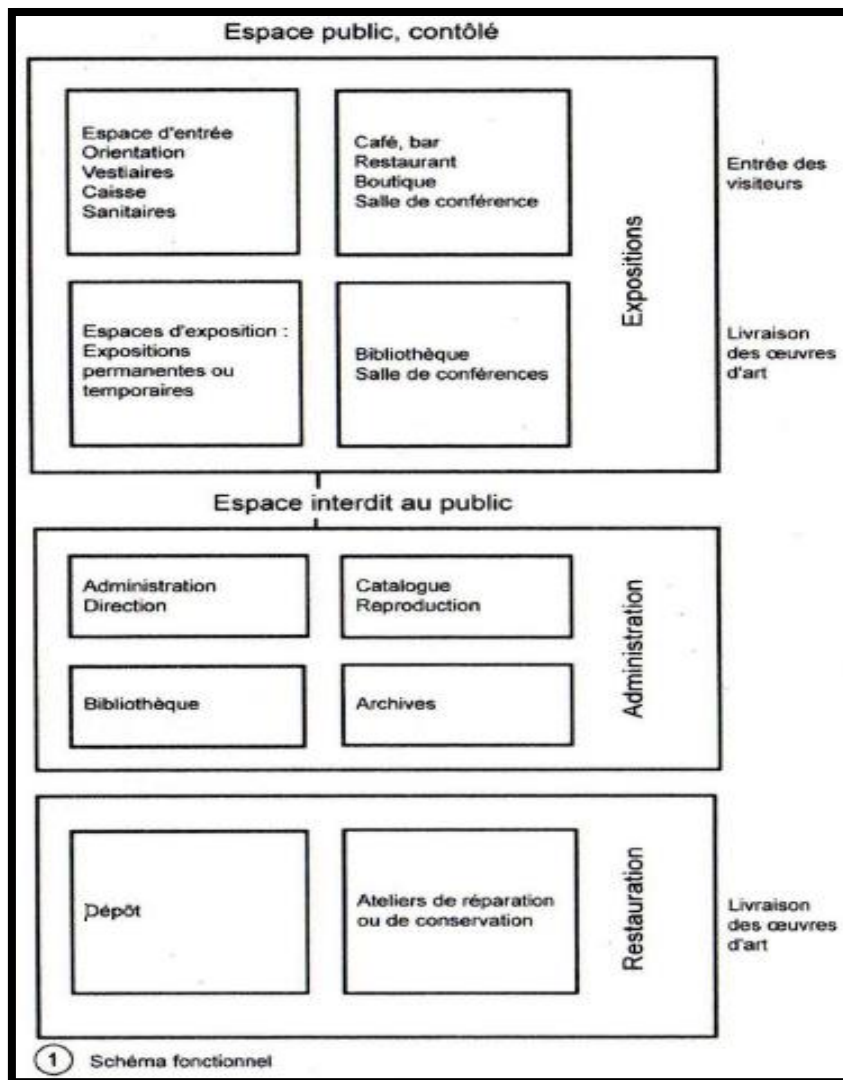 Espace public, contôlé
Espace d'entrée
Orientation
Vestiaires
Caisse
Sanitaires
Café, bar
Restaurant
Boutique
Salle de conférence
Expositions
Entrée des
visiteurs
Espaces d'exposition :
Expositions
permanentes ou
temporaires
Bibliothèque
Salle de conférences
Livraison
des œuvres
d'art
Espace interdit au public
Administration
Direction
Catalogue
Reproduction
Administration
Bibliothèque
Archives
Dépôt
Ateliers de réparation
ou de conservation
Restauration
Livraison
des œuvres
d'art
1 Schéma fonctionnel